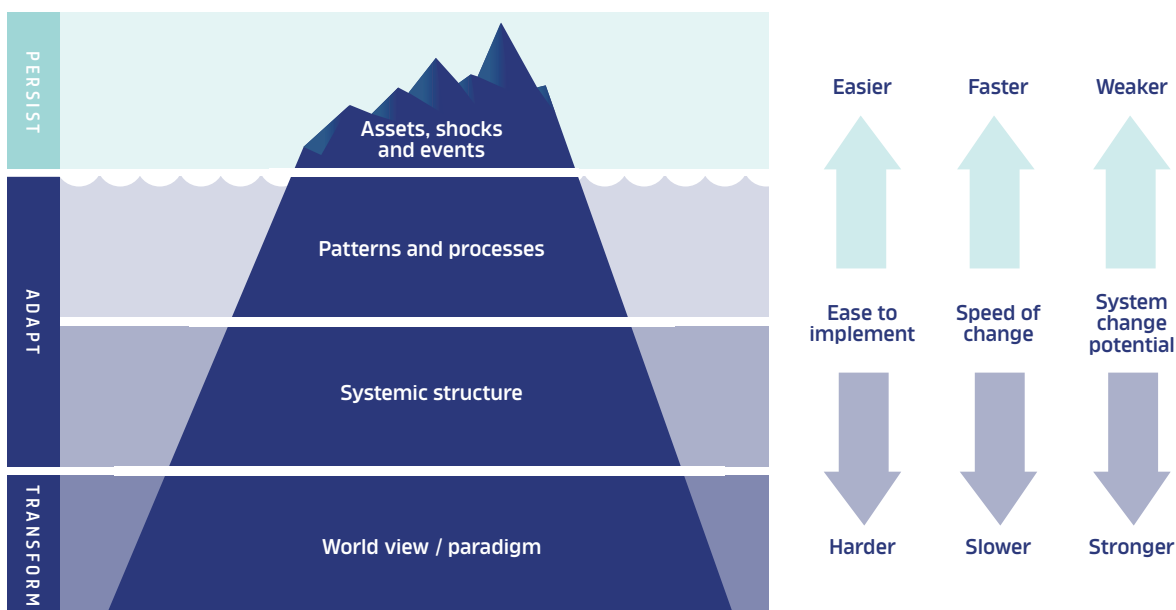 PERSIST
Assets, shocks
and events
ADAPT
Patterns and processes
Systemic structure
TRANSFORM
World view / paradigm
Easier
Faster
Weaker
Ease to
implement
Speed of
change
System
change
potential
Harder
Slower
Stronger